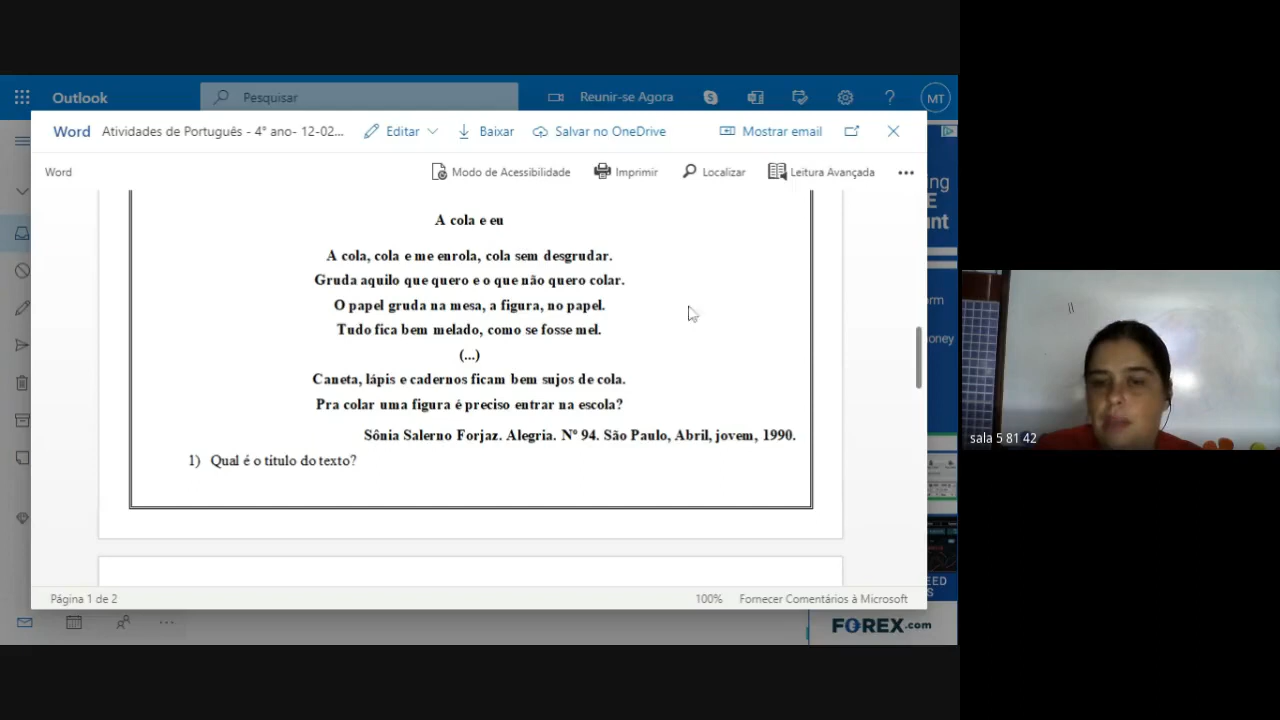 Outlook
Pesquisar
Reunir-se Agora
MT
Word
Atividades de Português - 4° ano- 12-02...
Editar
Baixar
Salvar no OneDrive
Mostrar email
Word
Modo de Acessibilidade
Imprimir
Localizar
Leitura Avançada
A cola e eu
A cola, cola e me enrola, cola sem desgrudar.
Gruda aquilo que quero e o que não quero colar.
O papel gruda na mesa, a figura, no papel.
Tudo fica bem melado, como se fosse mel.
(...)
Caneta, lápis e cadernos ficam bem sujos de cola.
Pra colar uma figura é preciso entrar na escola?
Sônia Salerno Forjaz. Alegria. Nº 94. São Paulo, Abril, jovem, 1990.
1) Qual é o título do texto?
Página 1 de 2
100%
Fornecer Comentários à Microsoft
FOREX.com
sala 5 81 42